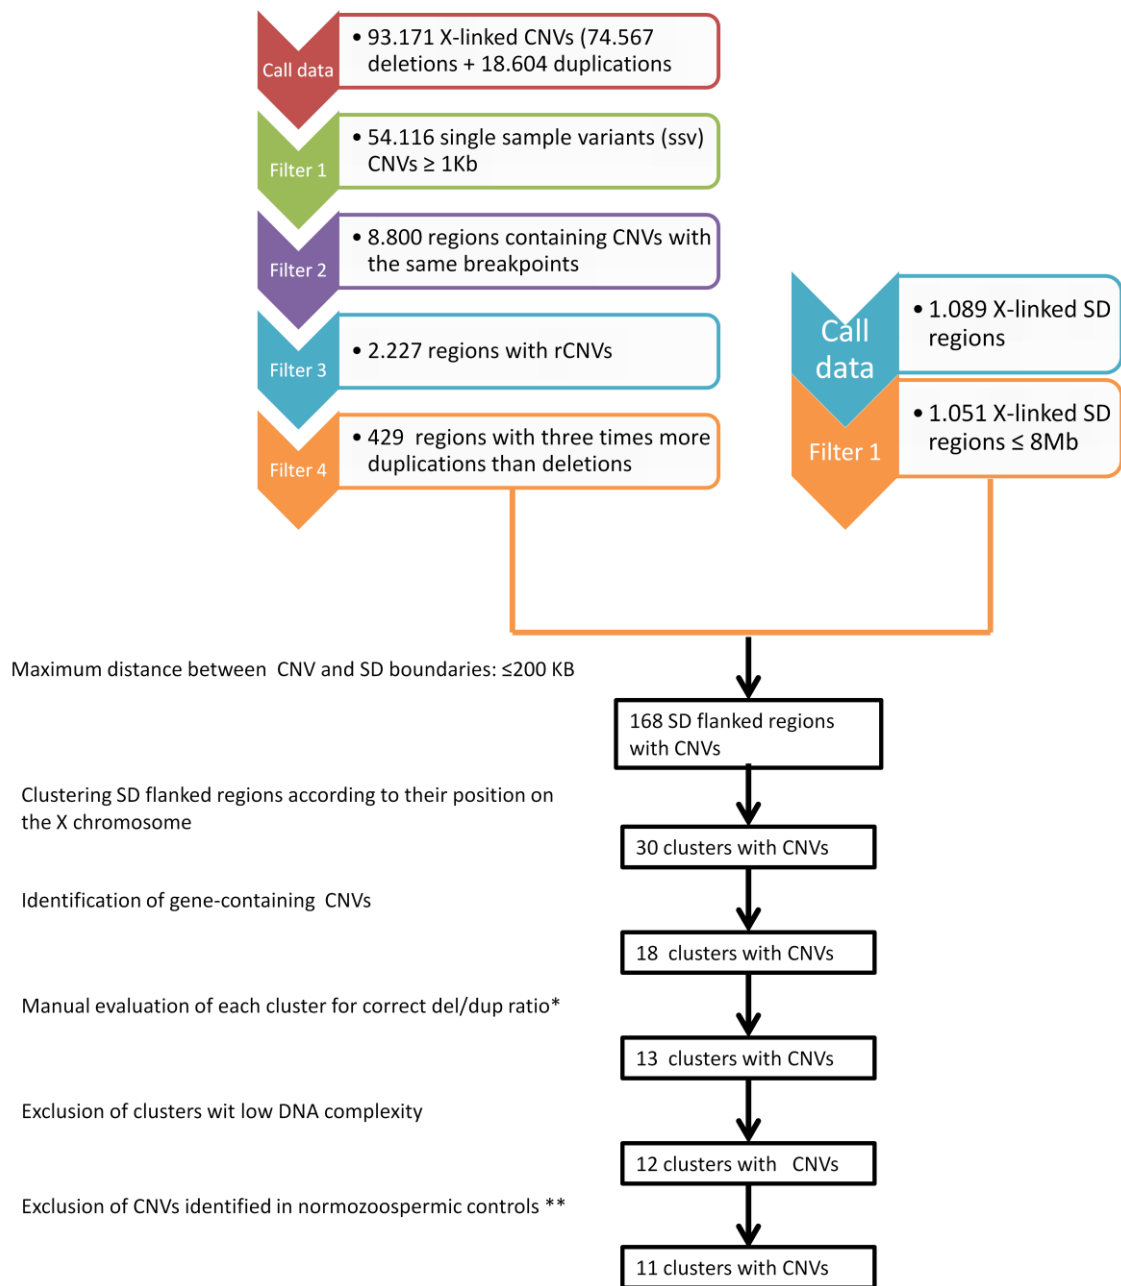 Call data
• 93.171 X-linked CNVs (74.567
deletions + 18.604 duplications
Filter 1
• 54.116 single sample variants (ssv)
CNVs ≥ 1Kb
Filter 2
• 8.800 regions containing CNVs with
the same breakpoints
Filter 3
• 2.227 regions with rCNVs
Filter 4
• 429 regions with three times more
duplications than deletions
Call
data
• 1.089 X-linked SD
regions
Filter 1
• 1.051 X-linked SD
regions ≤ 8Mb
Maximum distance between CNV and SD boundaries: ≤200 KB
168 SD flanked regions
with CNVs
Clustering SD flanked regions according to their position on
the X chromosome
30 clusters with CNVs
Identification of gene-containing CNVs
18 clusters with CNVs
Manual evaluation of each cluster for correct del/dup ratio*
13 clusters with CNVs
Exclusion of clusters wit low DNA complexity
12 clusters with CNVs
Exclusion of CNVs identified in normozoospermic controls **
11 clusters with CNVs